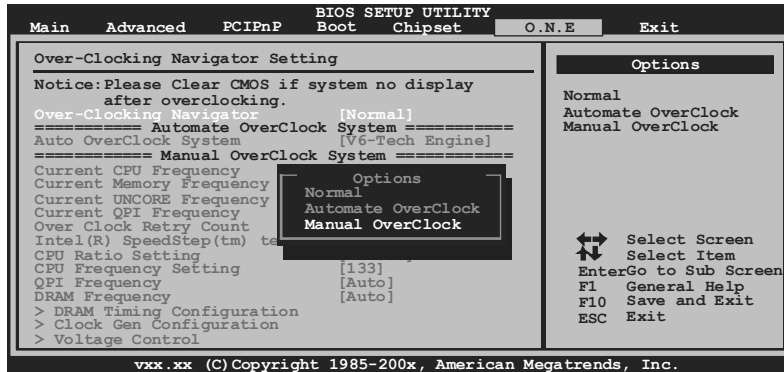 BIOS SETUP UTILITY
Main Advanced PCIPnP Boot Chipset O.N.E Exit
Over-Clocking Navigator Setting
Notice:Please Clear CMOS if system no display
after overclocking.
Over-Clocking Navigator [Normal]
=========== Automate OverClock System ===========
Auto OverClock System [V6-Tech Engine]
============ Manual OverClock System ============
Current CPU Frequency
Current Memory Frequency
Current UNCORE Frequency
Current QPI Frequency
Over Clock Retry Count
Intel(R) SpeedStep(tm) te
CPU Ratio Setting
CPU Frequency Setting [133]
QPI Frequency [Auto]
DRAM Frequency [Auto]
> DRAM Timing Configuration
> Clock Gen Configuration
> Voltage Control
Options
Normal
Automate OverClock
Manual OverClock
Options
Normal
Automate OverClock
Manual OverClock
Select Screen
Select Item
EnterGo to Sub Screen
F1 General Help
F10 Save and Exit
ESC Exit
vxx.xx (C)Copyright 1985-200x, American Megatrends, Inc.